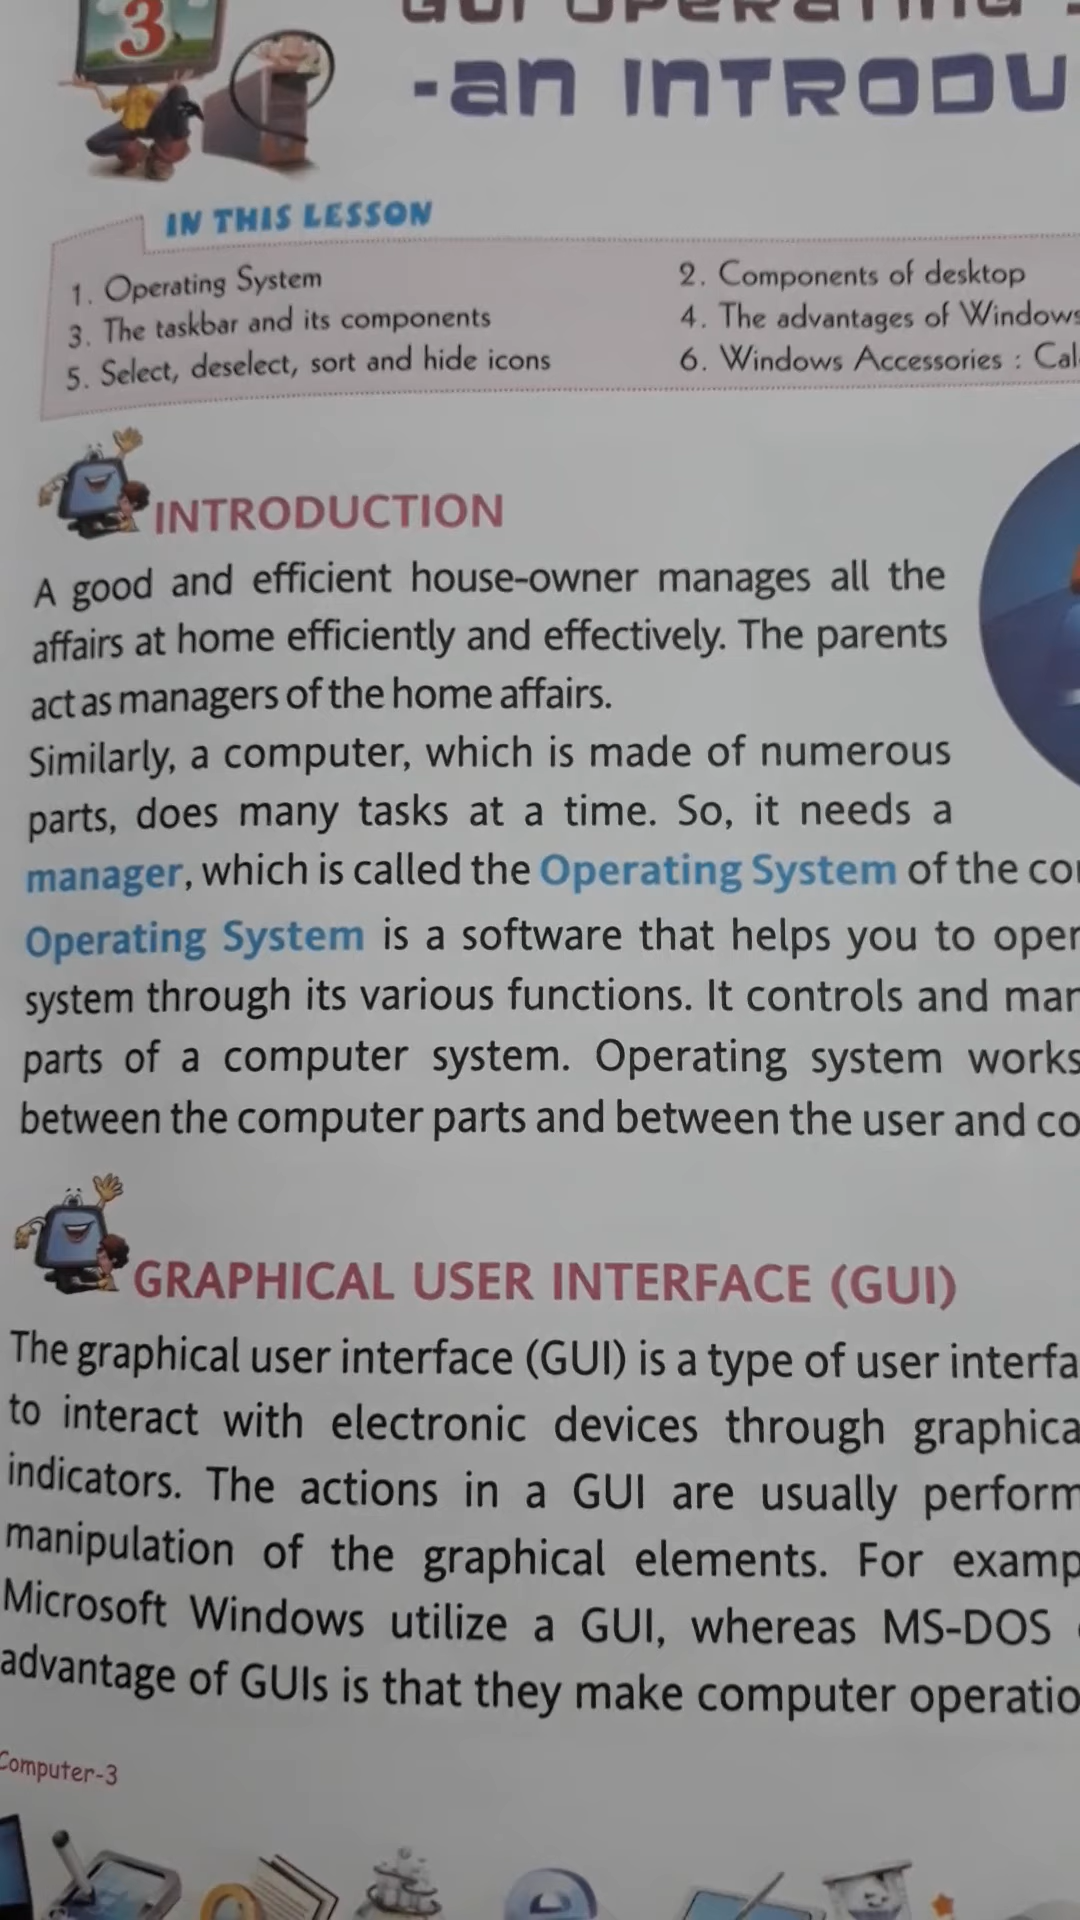 3
GUI OPERATING
-an INTRODU
IN THIS LESSON
1. Operating System
2. Components of desktop
3. The taskbar and its components
4. The advantages of Windows
5. Select, deselect, sort and hide icons
6. Windows Accessories : Cal
INTRODUCTION
A good and efficient house-owner manages all the
affairs at home efficiently and effectively. The parents
act as managers of the home affairs.
Similarly, a computer, which is made of numerous
parts, does many tasks at a time. So, it needs a
manager, which is called the Operating System of the co
Operating System is a software that helps you to oper
system through its various functions. It controls and man
parts of a computer system. Operating system works
between the computer parts and between the user and co
GRAPHICAL USER INTERFACE (GUI)
The graphical user interface (GUI) is a type of user interfa
to interact with electronic devices through graphica
indicators. The actions in a GUI are usually perform
manipulation of the graphical elements. For examp
Microsoft Windows utilize a GUI, whereas MS-DOS
advantage of GUIs is that they make computer operatio
Computer-3